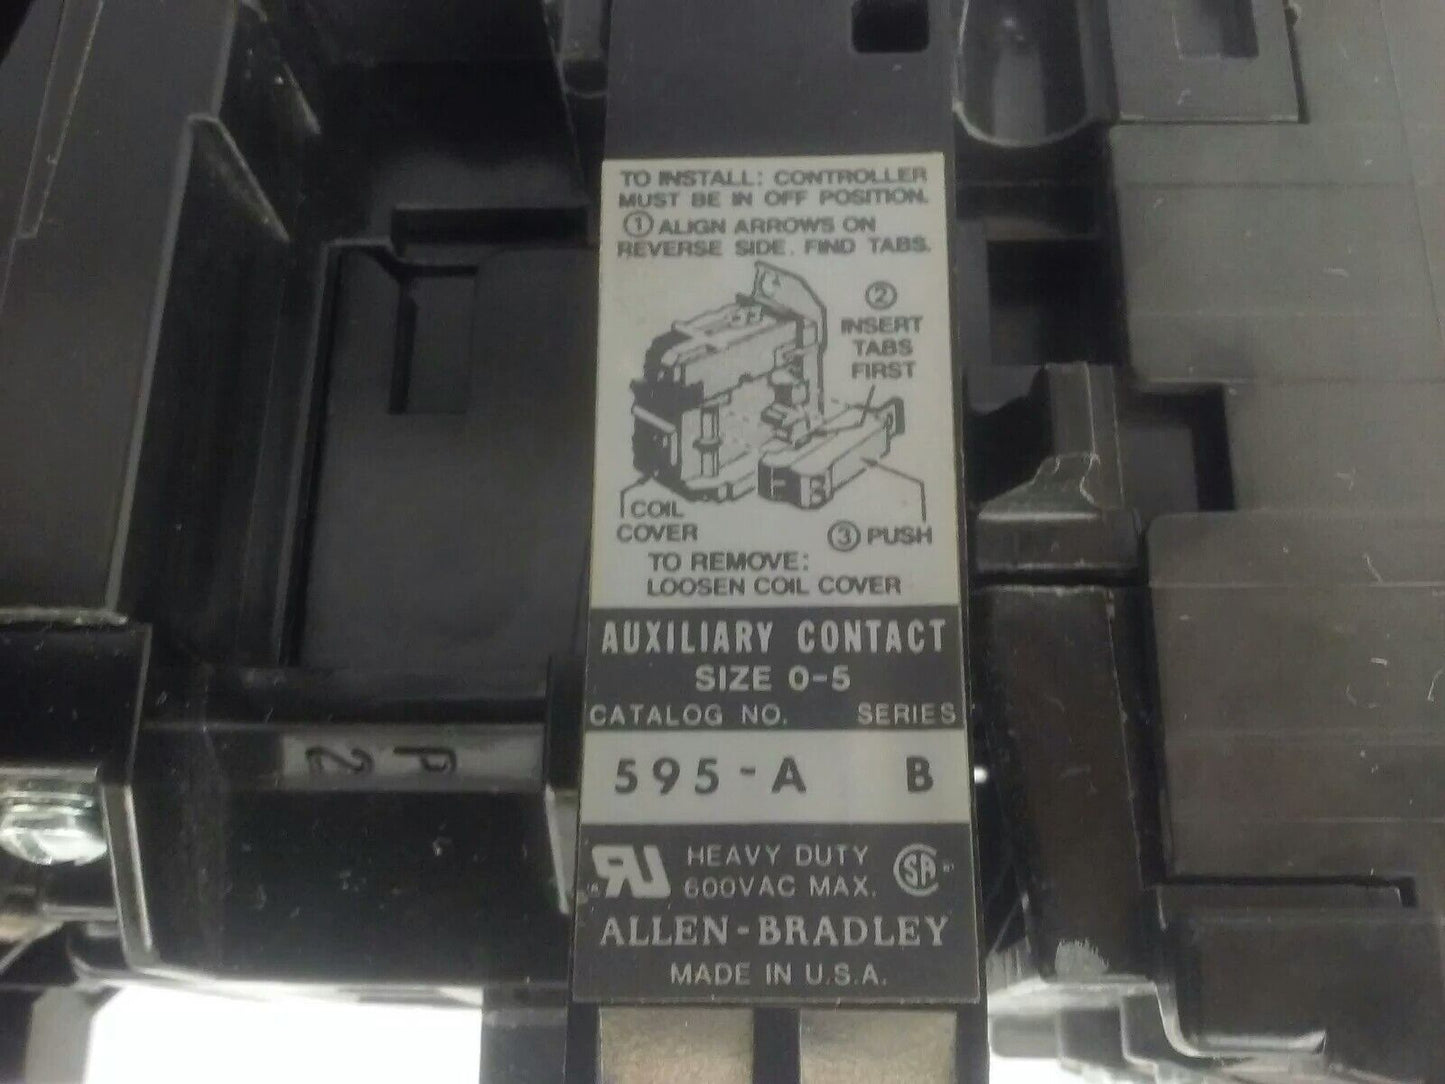 TO INSTALL: CONTROLLER
MUST BE IN OFF POSITION.
① ALIGN ARROWS ON
REVERSE SIDE. FIND TABS.
②
INSERT
TABS
FIRST
COIL
COVER
③ PUSH
TO REMOVE:
LOOSEN COIL COVER
AUXILIARY CONTACT
SIZE 0-5
CATALOG NO. SERIES
595-A B
P2
HEAVY DUTY
600VAC MAX.
SA
ALLEN-BRADLEY
MADE IN U.S.A.